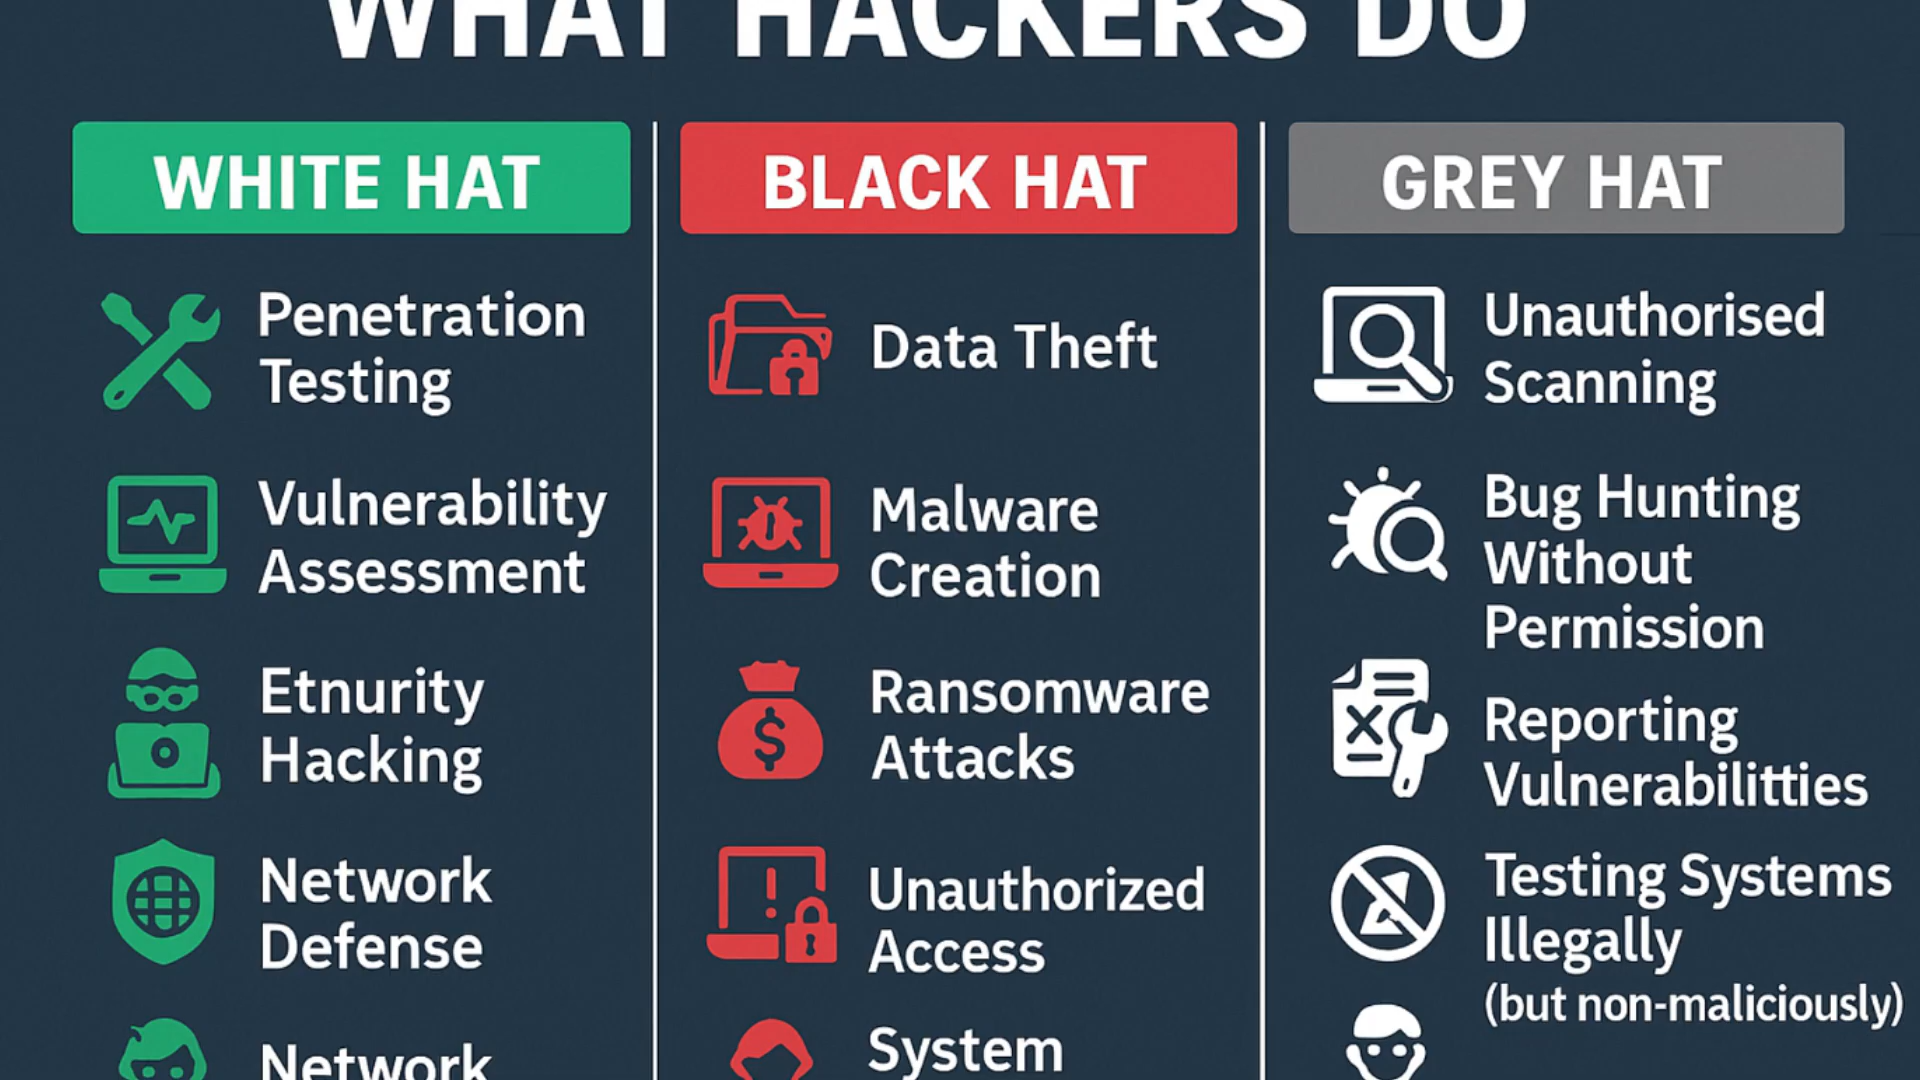 WHAT HACKERS DO
WHITE HAT
Penetration
Testing
Vulnerability
Assessment
Etnurity
Hacking
Network
Defense
Network
BLACK HAT
Data Theft
Malware
Creation
Ransomware
Attacks
Unauthorized
Access
System
GREY HAT
Unauthorised
Scanning
Bug Hunting
Without
Permission
Reporting
Vulnerabilitties
Testing Systems
Illegally
(but non-maliciously)